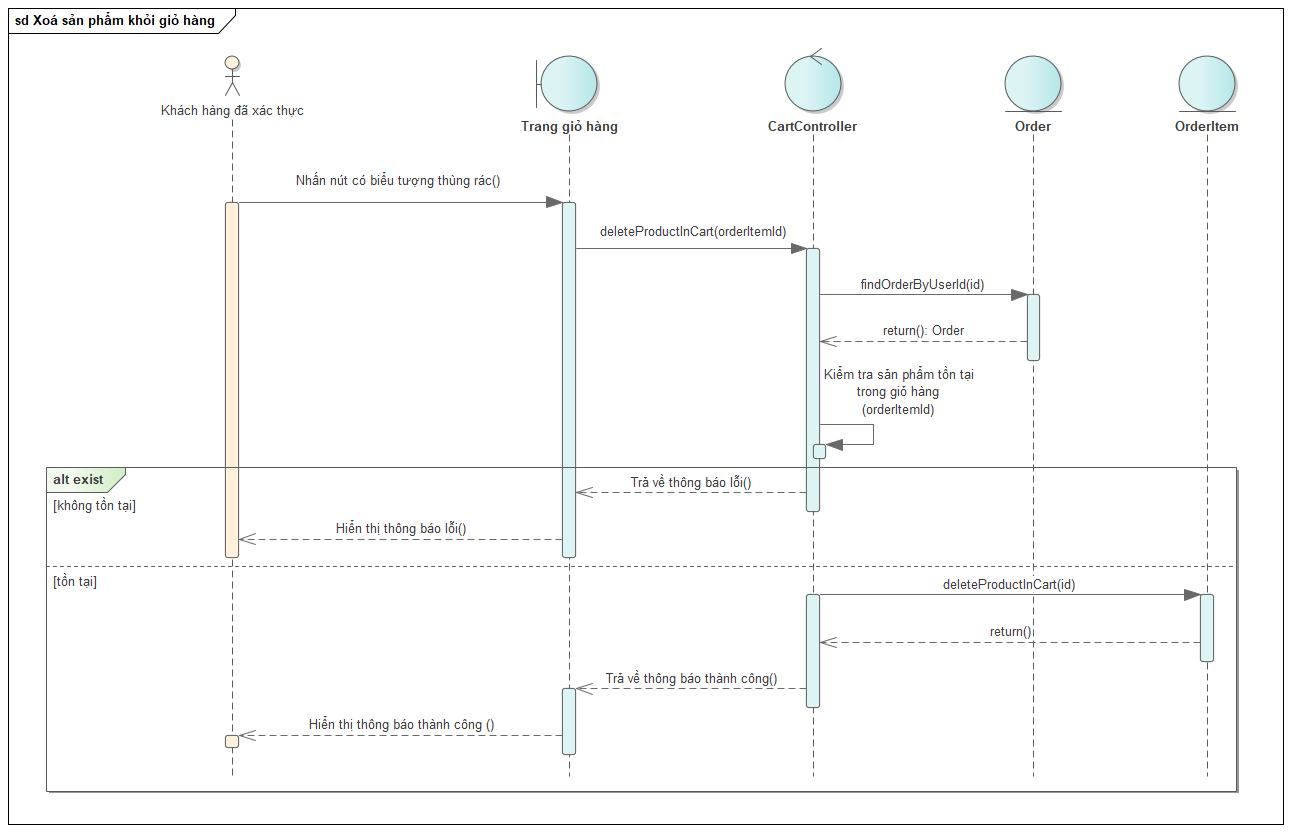 sd Xoá sản phẩm khỏi giỏ hàng
Khách hàng đã xác thực
Trang giỏ hàng
CartController
Order
OrderItem
Nhấn nút có biểu tượng thùng rác()
deleteProductInCart(orderItemId)
findOrderByUserId(id)
return(): Order
Kiểm tra sản phẩm tồn tại
trong giỏ hàng
(orderItemId)
alt exist
[không tồn tại]
Trả về thông báo lỗi()
Hiển thị thông báo lỗi()
[tồn tại]
deleteProductInCart(id)
return()
Trả về thông báo thành công()
Hiển thị thông báo thành công ()